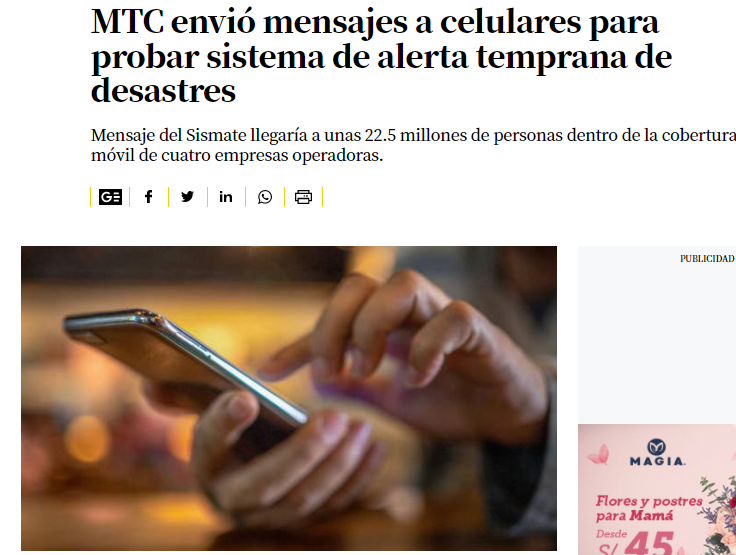 MTC envió mensajes a celulares para
probar sistema de alerta temprana de
desastres
Mensaje del Sismate llegaría a unas 22.5 millones de personas dentro de la cobertura
móvil de cuatro empresas operadoras.
GE
f
in
PUBLICIDAD
MAGIA.
Flores y postres
para Mamá
Desde
S/ 45